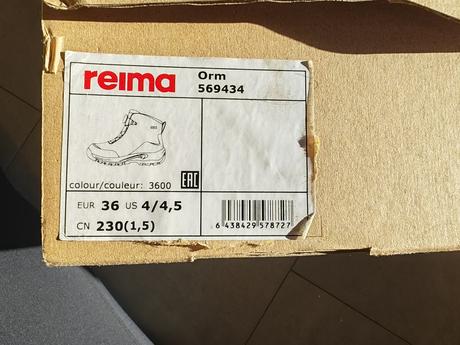 reima
Orm
569434
colour/couleur: 3600
EAC
EUR 36 US 4/4,5
CN 230(1,5)
6 438429 578727